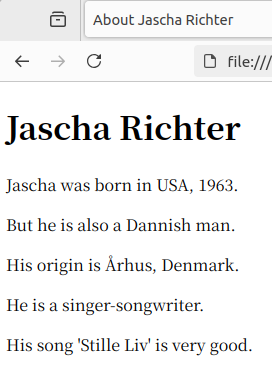 About Jascha Richter
file:///
Jascha Richter
Jascha was born in USA, 1963.
But he is also a Dannish man.
His origin is Århus, Denmark.
He is a singer-songwriter.
His song 'Stille Liv' is very good.